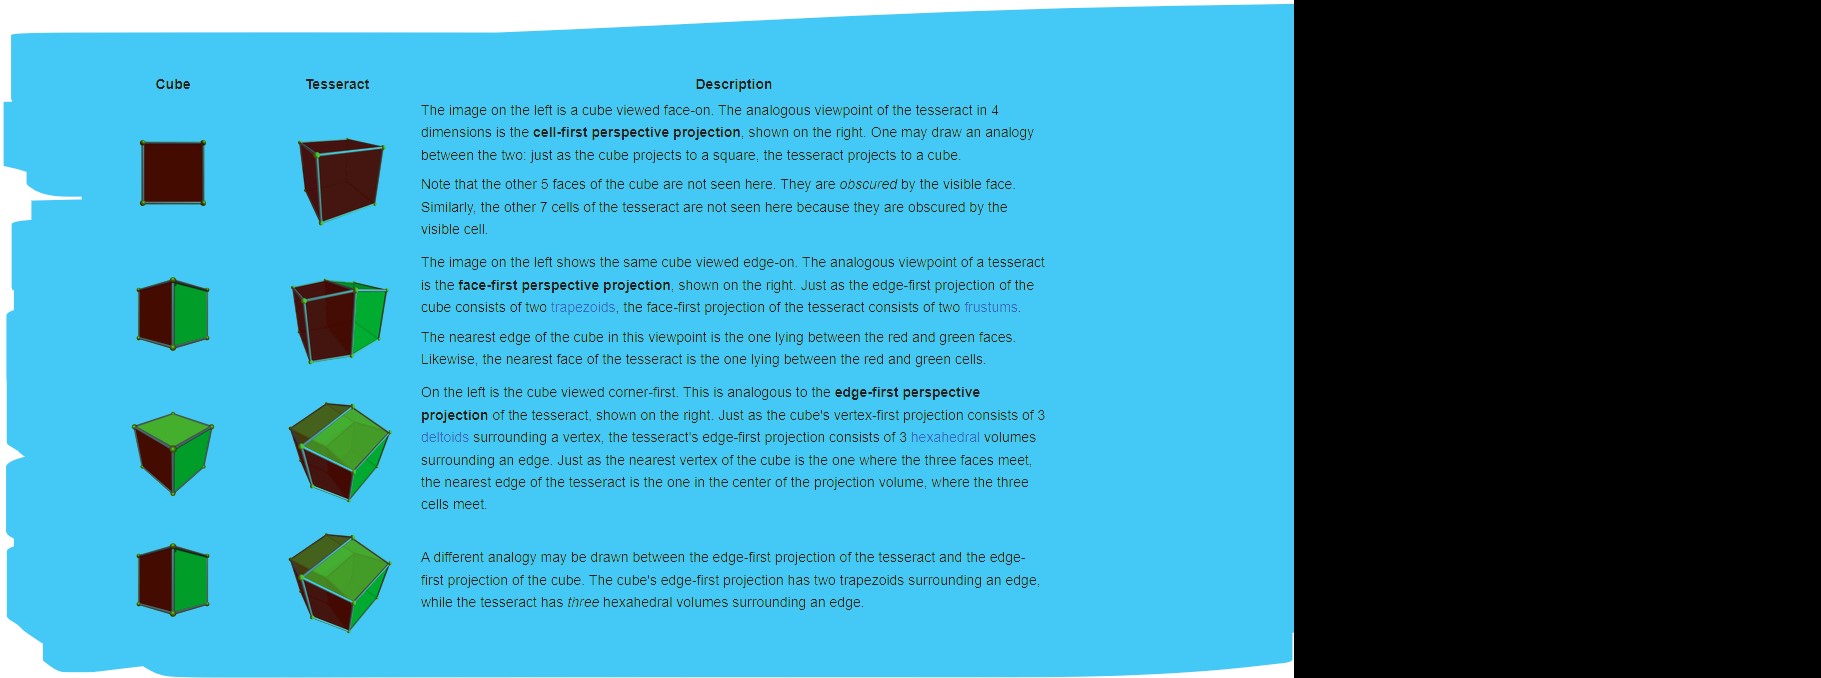 Cube Tesseract Description
The image on the left is a cube viewed face-on. The analogous viewpoint of the tesseract in 4
dimensions is the cell-first perspective projection, shown on the right. One may draw an analogy
between the two: just as the cube projects to a square, the tesseract projects to a cube.
Note that the other 5 faces of the cube are not seen here. They are obscured by the visible face.
Similarly, the other 7 cells of the tesseract are not seen here because they are obscured by the
visible cell.
The image on the left shows the same cube viewed edge-on. The analogous viewpoint of a tesseract
is the face-first perspective projection, shown on the right. Just as the edge-first projection of the
cube consists of two trapezoids, the face-first projection of the tesseract consists of two frustums.
The nearest edge of the cube in this viewpoint is the one lying between the red and green faces.
Likewise, the nearest face of the tesseract is the one lying between the red and green cells.
On the left is the cube viewed corner-first. This is analogous to the edge-first perspective
projection of the tesseract, shown on the right. Just as the cube's vertex-first projection consists of 3
deltoids surrounding a vertex, the tesseract's edge-first projection consists of 3 hexahedral volumes
surrounding an edge. Just as the nearest vertex of the cube is the one where the three faces meet,
the nearest edge of the tesseract is the one in the center of the projection volume, where the three
cells meet.
A different analogy may be drawn between the edge-first projection of the tesseract and the edge-
first projection of the cube. The cube's edge-first projection has two trapezoids surrounding an edge,
while the tesseract has three hexahedral volumes surrounding an edge.